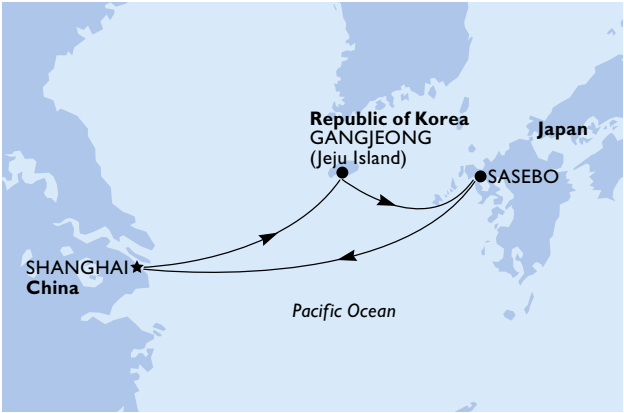 Republic of Korea
GANGJEONG
(Jeju Island)
Japan
SASEBO
SHANGHAI
China
Pacific Ocean